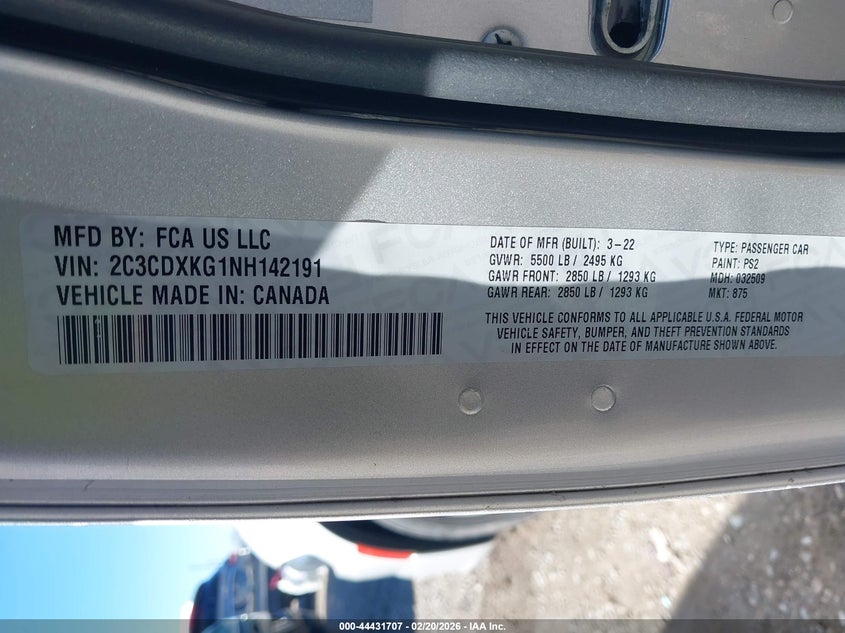 MFD BY: FCA US LLC
VIN: 2C3CDXKG1NH142191
VEHICLE MADE IN: CANADA
DATE OF MFR (BUILT): 3-22
GVWR: 5500 LB / 2495 KG
GAWR FRONT: 2850 LB / 1293 KG
GAWR REAR: 2850 LB / 1293 KG
TYPE: PASSENGER CAR
PAINT: PS2
MDH: 032509
MKT: 875
THIS VEHICLE CONFORMS TO ALL APPLICABLE U.S.A. FEDERAL MOTOR
VEHICLE SAFETY, BUMPER, AND THEFT PREVENTION STANDARDS
IN EFFECT ON THE DATE OF MANUFACTURE SHOWN ABOVE.
000-44431707 - 02/20/2026 - IAA Inc.